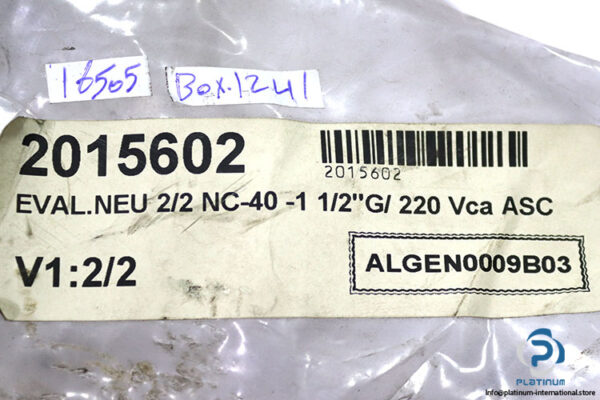 16505
Box.1241
2015602
2015602
EVAL.NEU 2/2 NC-40 -1 1/2"G/ 220 Vca ASC
V1:2/2
ALGEN0009B03
PLATINUM
info@platinum-international.store